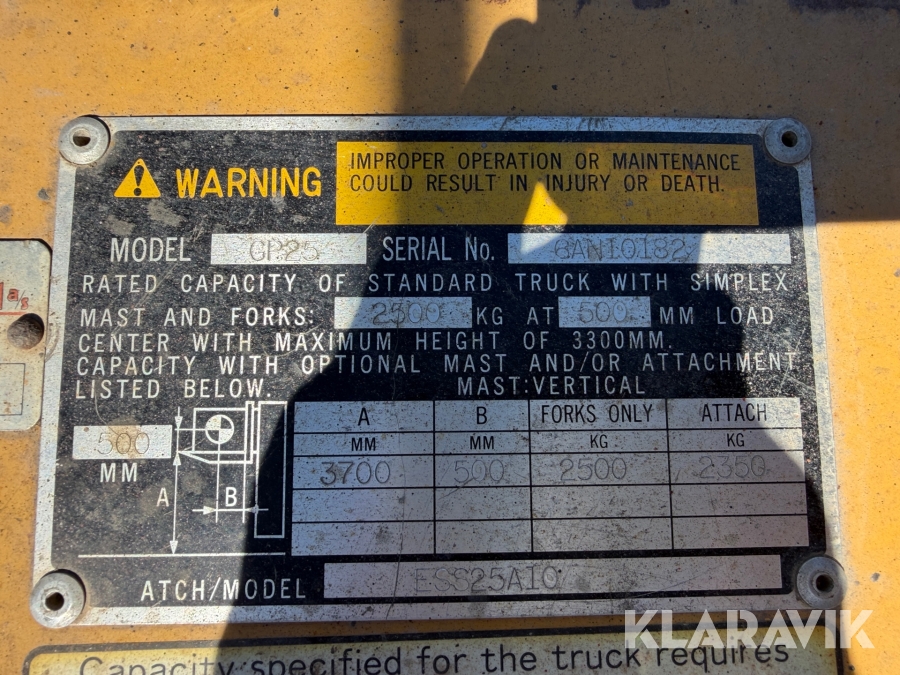 WARNING
IMPROPER OPERATION OR MAINTENANCE
COULD RESULT IN INJURY OR DEATH.
MODEL GP25 SERIAL No. 6AN10182
RATED CAPACITY OF STANDARD TRUCK WITH SIMPLEX
MAST AND FORKS: 2500 KG AT 500 MM LOAD
CENTER WITH MAXIMUM HEIGHT OF 3300MM.
CAPACITY WITH OPTIONAL MAST AND/OR ATTACHMENT
LISTED BELOW. MAST:VERTICAL
500
MM
A
B
A B FORKS ONLY ATTACH
MM MM KG KG
3700 500 2500 2350
ATCH/MODEL ESS25A10
Capacity specified for the truck requires
KLARAVIK